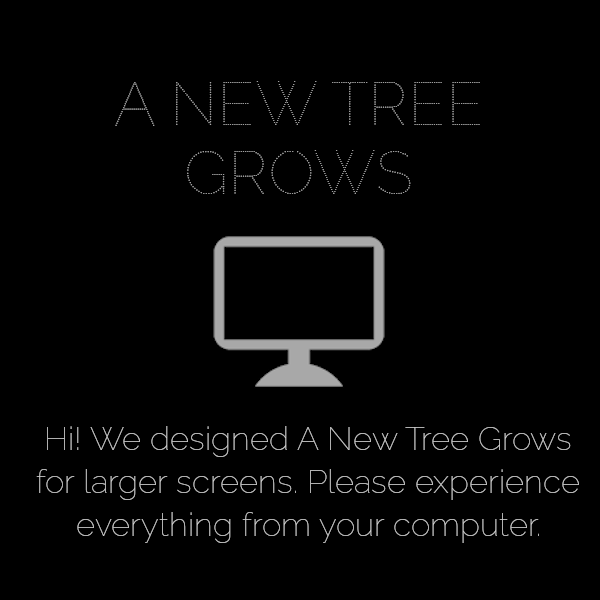 A NEW TREE
GROWS
Hi! We designed A New Tree Grows
for larger screens. Please experience
everything from your computer.